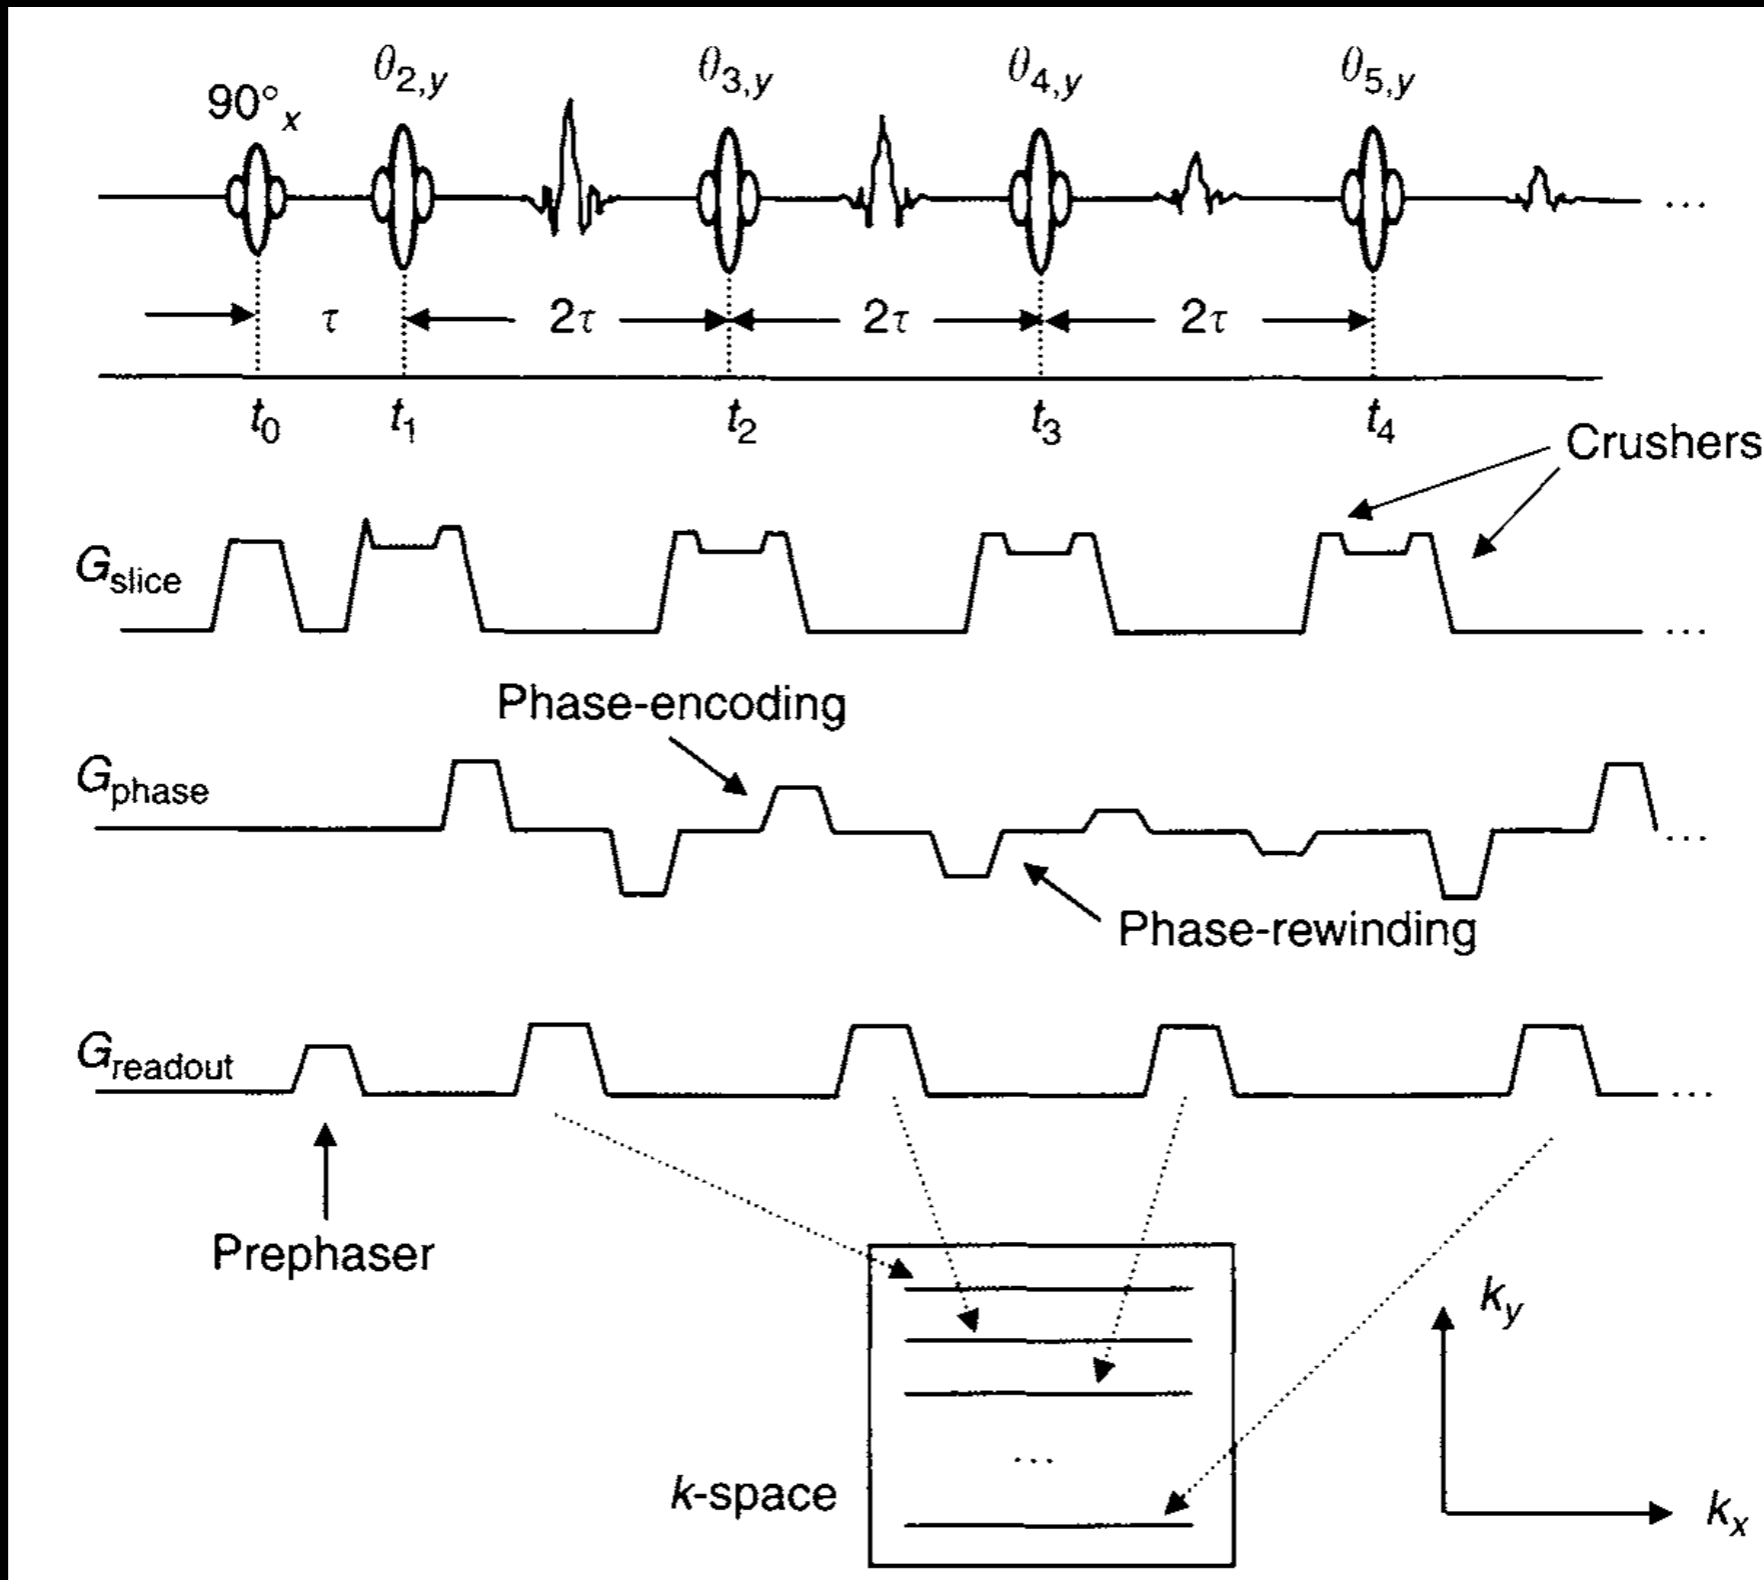 90°x θ2,y θ3,y θ4,y θ5,y
...
τ 2τ 2τ 2τ
t0 t1 t2 t3 t4
Crushers
Gslice ...
Phase-encoding
Gphase ...
Phase-rewinding
Greadout ...
Prephaser
ky
...
k-space
kx